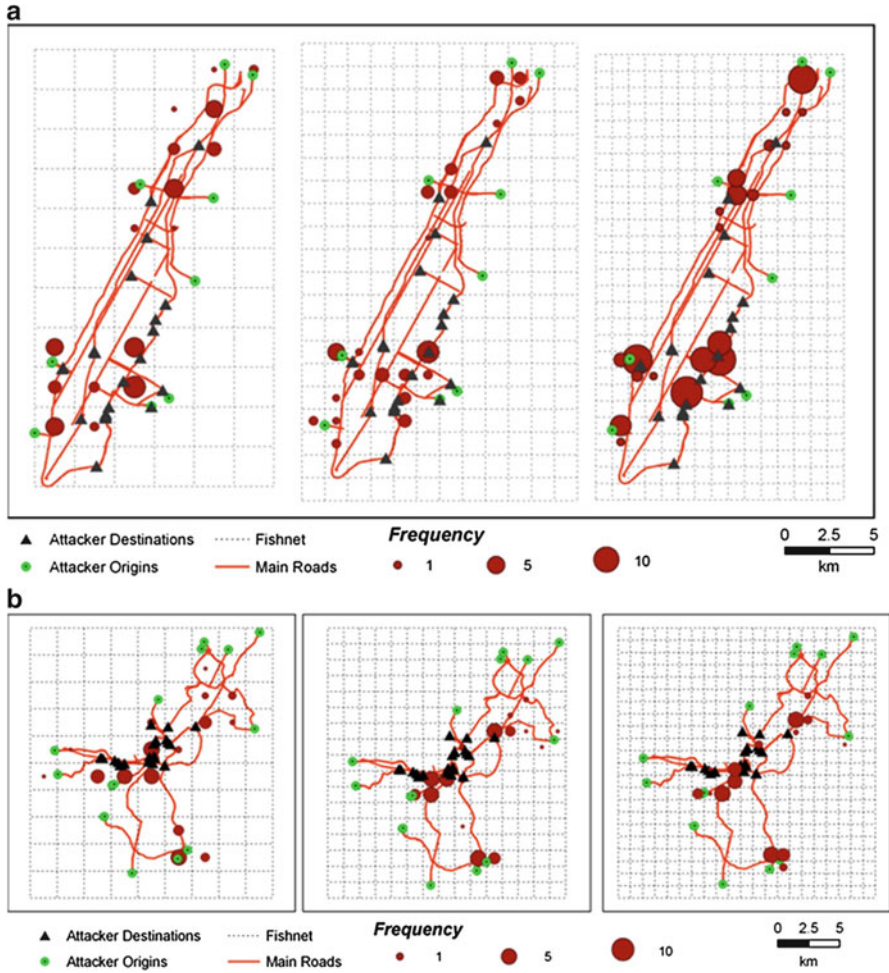 a
Attacker Destinations Fishnet Frequency 0 2.5 5
Attacker Origins Main Roads 1 5 10 km
b
Attacker Destinations Fishnet Frequency 0 2.5 5
Attacker Origins Main Roads 1 5 10 km